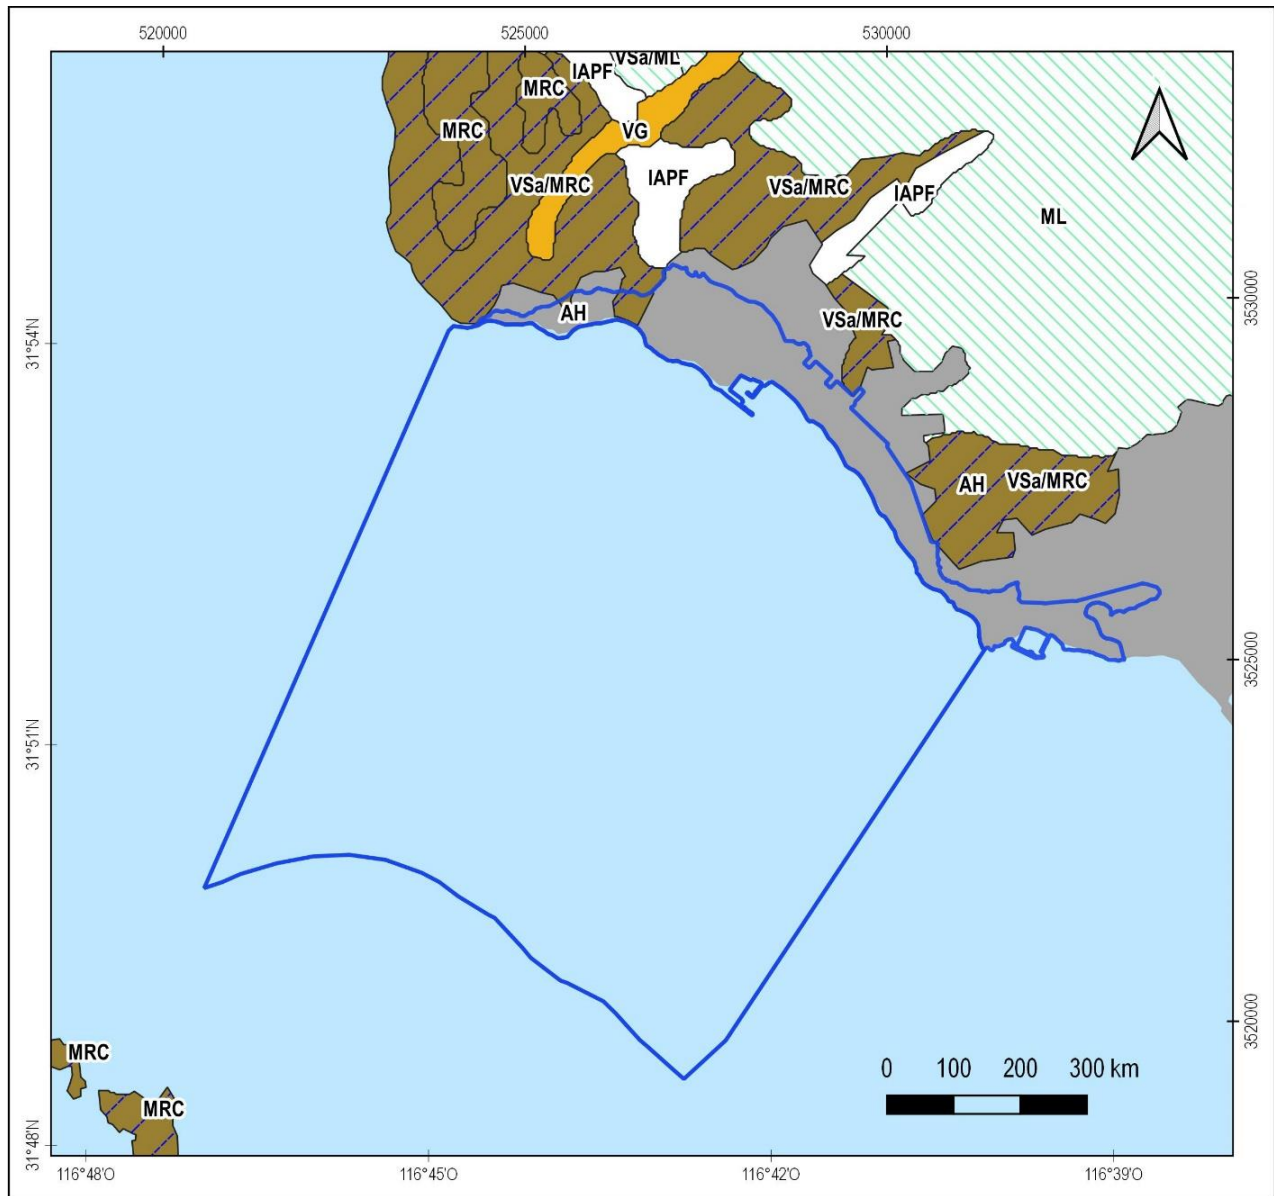 520000
525000
530000
VSa/ML
IAPF
MRC
MRC
VG
VSa/MRC
IAPF
VSa/MRC
IAPF
ML
3530000
AH
VSa/MRC
31°54'N
AH
VSa/MRC
3525000
31°51'N
3520000
MRC
MRC
0 100 200 300 km
31°48'N
116°48'O
116°45'O
116°42'O
116°39'O